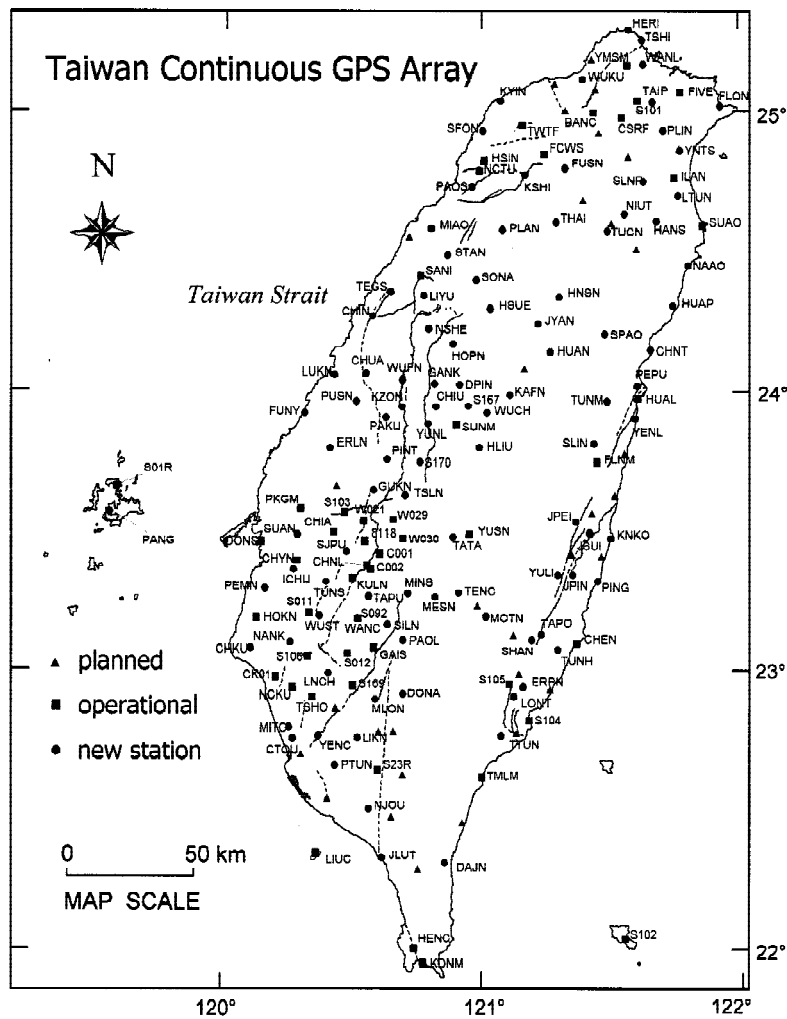 Taiwan Continuous GPS Array
HERI
TSHI
YMSM
WANL
WUKU
KYIN
TAIP
FIVE
FLON
S101
25°
BANC
CSRF
SFON
TWTF
PLIN
FCWS
YNTS
N
HSIN
NCTU
FUSN
ILAN
PAOS
KSHI
SLNP
LTUN
NIUT
MIAO
PLAN
THAI
TUCN
HANS
SUAO
STAN
NAAO
SANI
SONA
Taiwan Strait
TEGS
LIYU
HNSN
CHIN
HSUE
HUAP
NSHE
JYAN
SPAO
HOPN
HUAN
CHNT
CHUA
WUFN
LUKN
GANK
DPIN
PEPU
24°
PUSN
KZON
CHIU
S167
KAFN
TUNM
HUAL
FUNY
PAKU
WUCH
YENL
YUNL
SUNM
ERLN
HLIU
SLIN
PINT
S170
FLNM
S01R
GUKN
TSLN
PKGM
S103
W021
W029
CHIA
JPEI
PANG
SUAN
S118
W030
YUSN
KNKO
SJPU
TATA
JSUI
C001
CHYN
CHNL
C002
ICHU
KULN
YULI
JPIN
PING
PEMN
TUNS
TAPU
MINS
TENC
MESN
S011
HOKN
WUST
S092
MOTN
WANC
SILN
TAPO
NANK
PAOL
SHAN
CHEN
CHKU
S106
GAIS
TUNH
planned
S012
CK01
LNCH
S105
ERPN
NCKU
S169
operational
TSHO
MLON
DONA
LONT
S104
MITO
new station
CTOU
YENC
LIKN
TTUN
PTUN
S23R
TMLM
NJOU
0 50 km
LIUC
JLUT
DAJN
MAP SCALE
HENC
S102
22°
KDNM
23°
120° 121° 122°